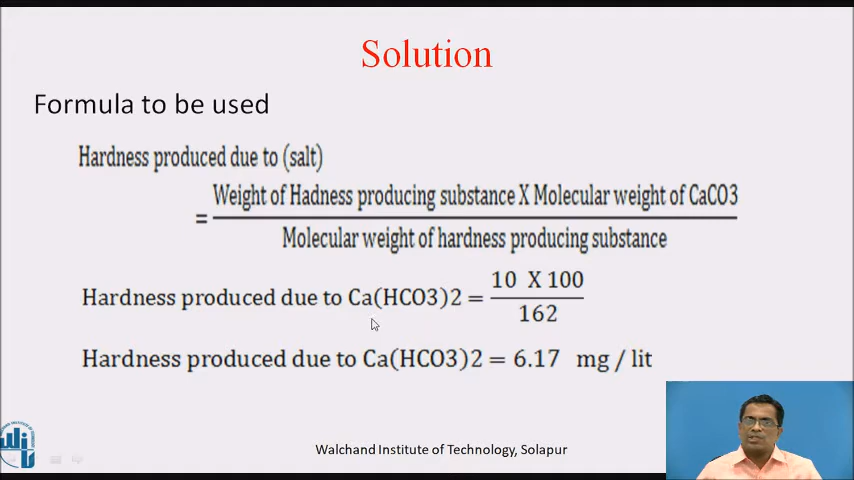 Solution
Formula to be used
Hardness produced due to (salt)
= Weight of Hadness producing substance X Molecular weight of CaCO3
Molecular weight of hardness producing substance
Hardness produced due to Ca(HCO3)2 = 10 X 100
162
Hardness produced due to Ca(HCO3)2 = 6.17 mg / lit
Walchand Institute of Technology, Solapur